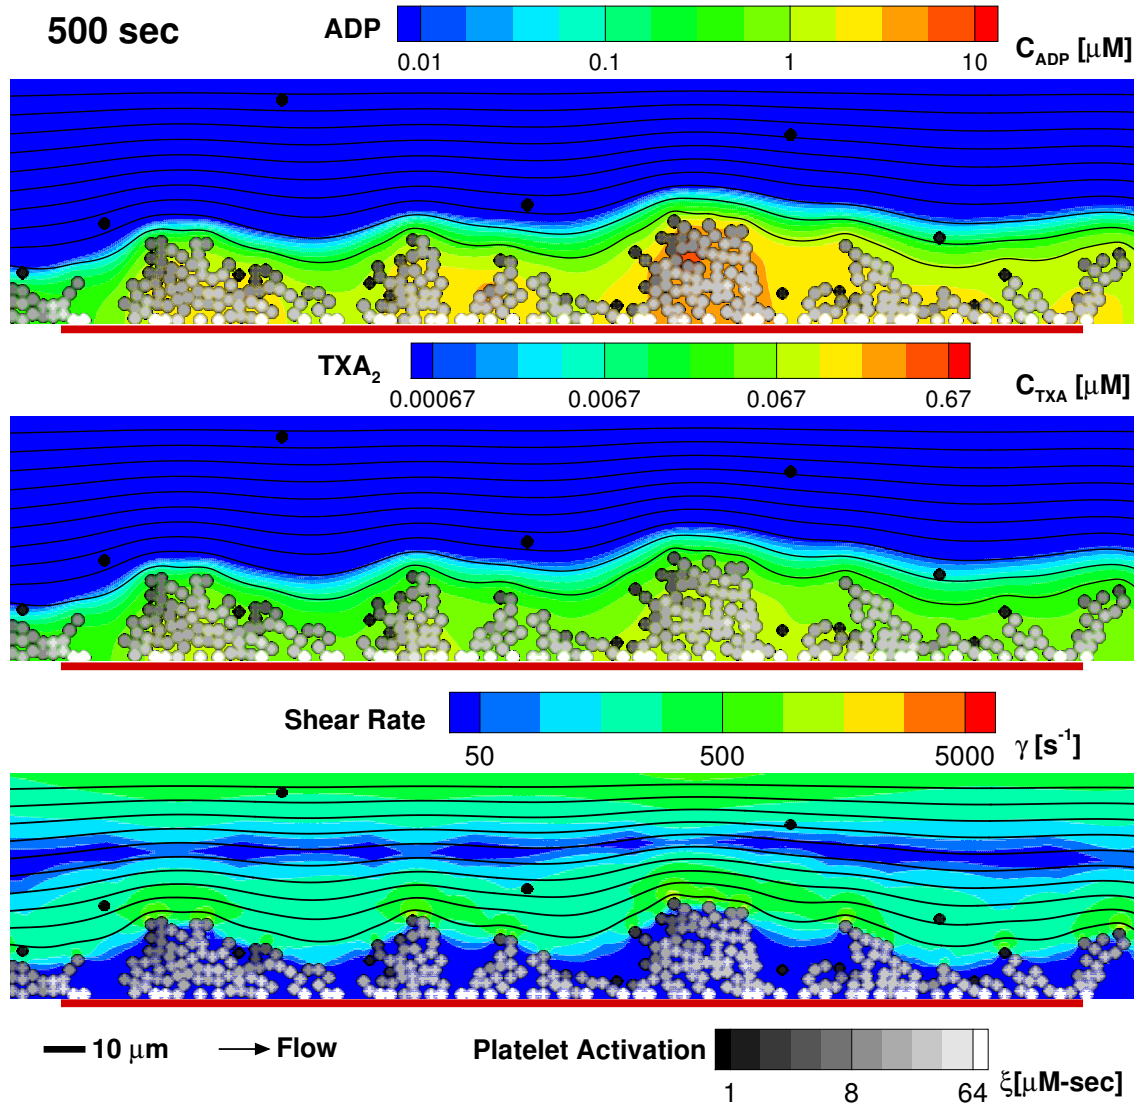 500 sec
ADP
C_ADP [μM]
0.01 0.1 1 10
TXA₂
C_TXA [μM]
0.00067 0.0067 0.067 0.67
Shear Rate
γ [s⁻¹]
50 500 5000
10 μm
Flow
Platelet Activation
ξ[μM-sec]
1 8 64